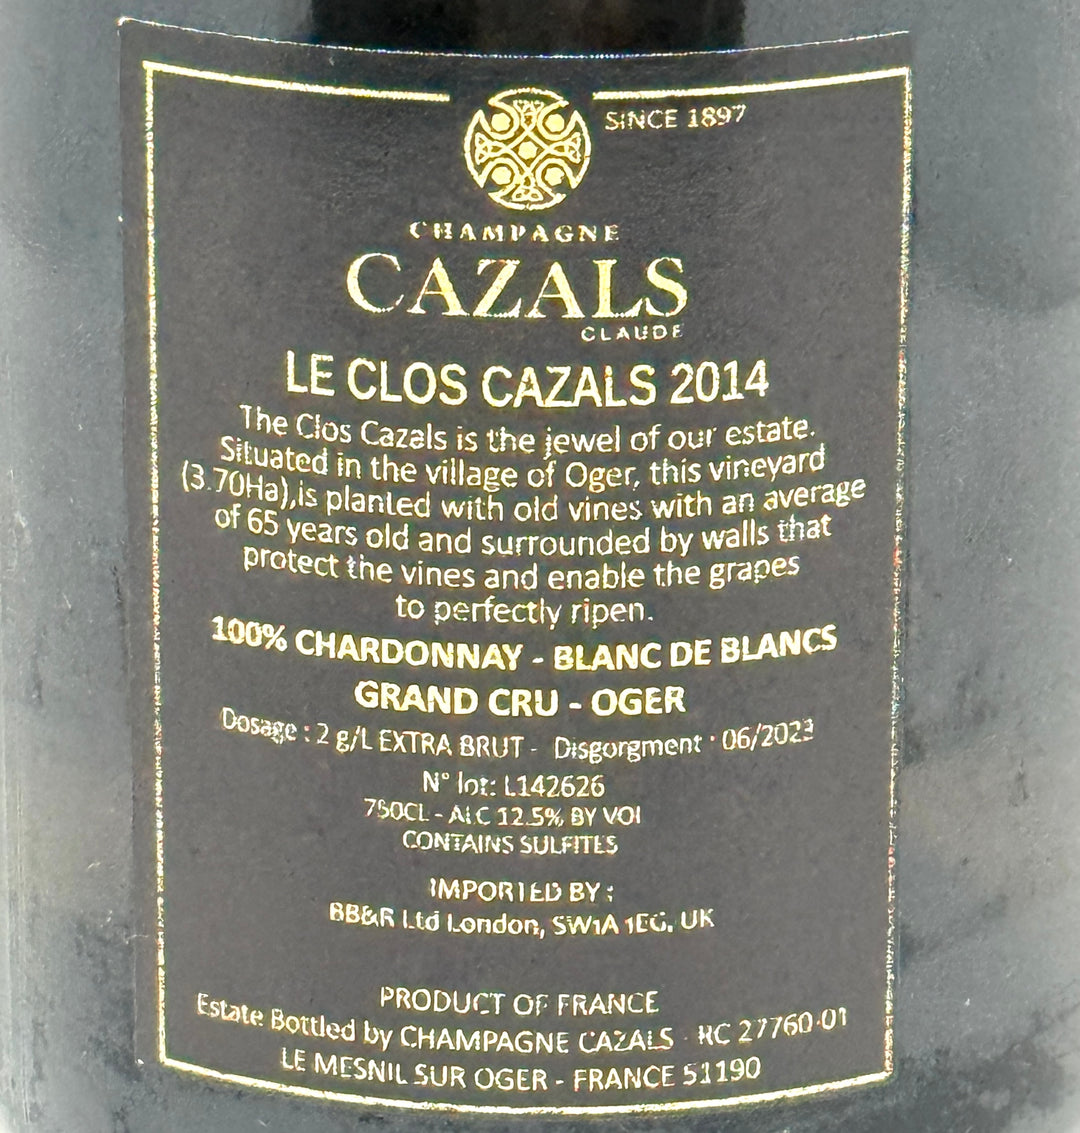 SINCE 1897
CHAMPAGNE
CAZALS
CLAUDE
LE CLOS CAZALS 2014
The Clos Cazals is the jewel of our estate.
Situated in the village of Oger, this vineyard
(3.70Ha),is planted with old vines with an average
of 65 years old and surrounded by walls that
protect the vines and enable the grapes
to perfectly ripen.
100% CHARDONNAY - BLANC DE BLANCS
GRAND CRU - OGER
Dosage : 2 g/L EXTRA BRUT - Disgorgment : 06/2023
N° lot: L142626
750CL - ALC 12.5% BY VOl
CONTAINS SULFITES
IMPORTED BY :
BB&R Ltd London, SW1A 1EG, UK
PRODUCT OF FRANCE
Estate Bottled by CHAMPAGNE CAZALS - RC 27760-01
LE MESNIL SUR OGER - FRANCE 51190